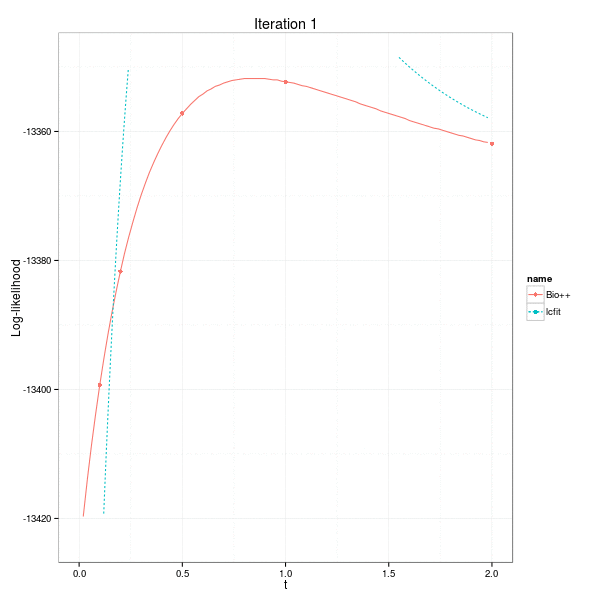 Iteration 1
Log-likelihood
-13360
-13380
-13400
-13420
0.0 0.5 1.0 1.5 2.0
t
name
Bio++
lcfit